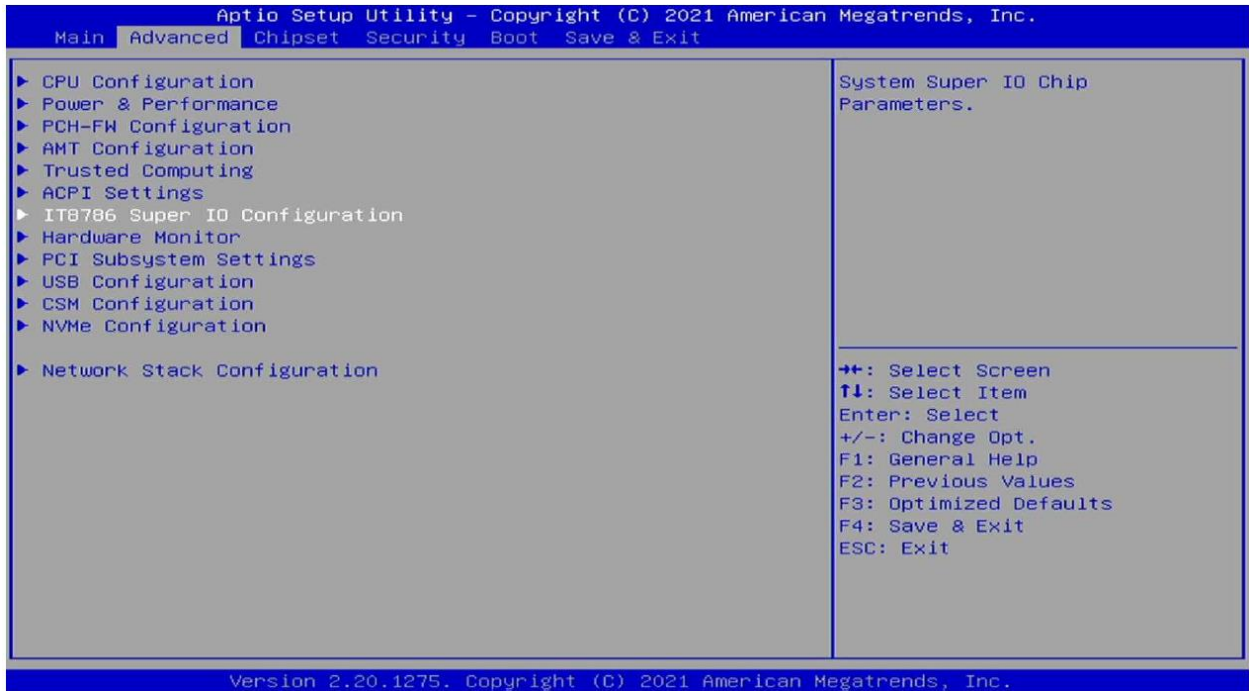 Aptio Setup Utility – Copyright (C) 2021 American Megatrends, Inc.
Main Advanced Chipset Security Boot Save & Exit
► CPU Configuration
► Power & Performance
► PCH-FW Configuration
► AMT Configuration
► Trusted Computing
► ACPI Settings
► IT8786 Super IO Configuration
► Hardware Monitor
► PCI Subsystem Settings
► USB Configuration
► CSM Configuration
► NVMe Configuration
► Network Stack Configuration
System Super IO Chip
Parameters.
→←: Select Screen
↑↓: Select Item
Enter: Select
+/-: Change Opt.
F1: General Help
F2: Previous Values
F3: Optimized Defaults
F4: Save & Exit
ESC: Exit
Version 2.20.1275. Copyright (C) 2021 American Megatrends, Inc.